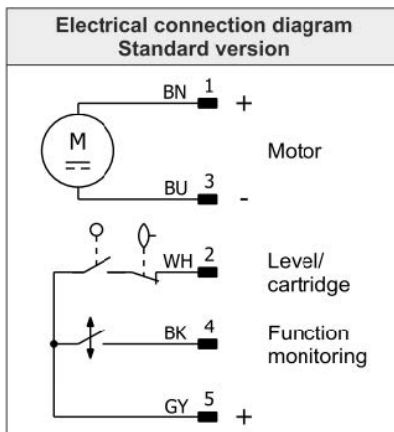 Electrical connection diagram
Standard version
BN 1 +
M
Motor
BU 3 -
WH 2 Level/
cartridge
BK 4 Function
monitoring
GY 5 +